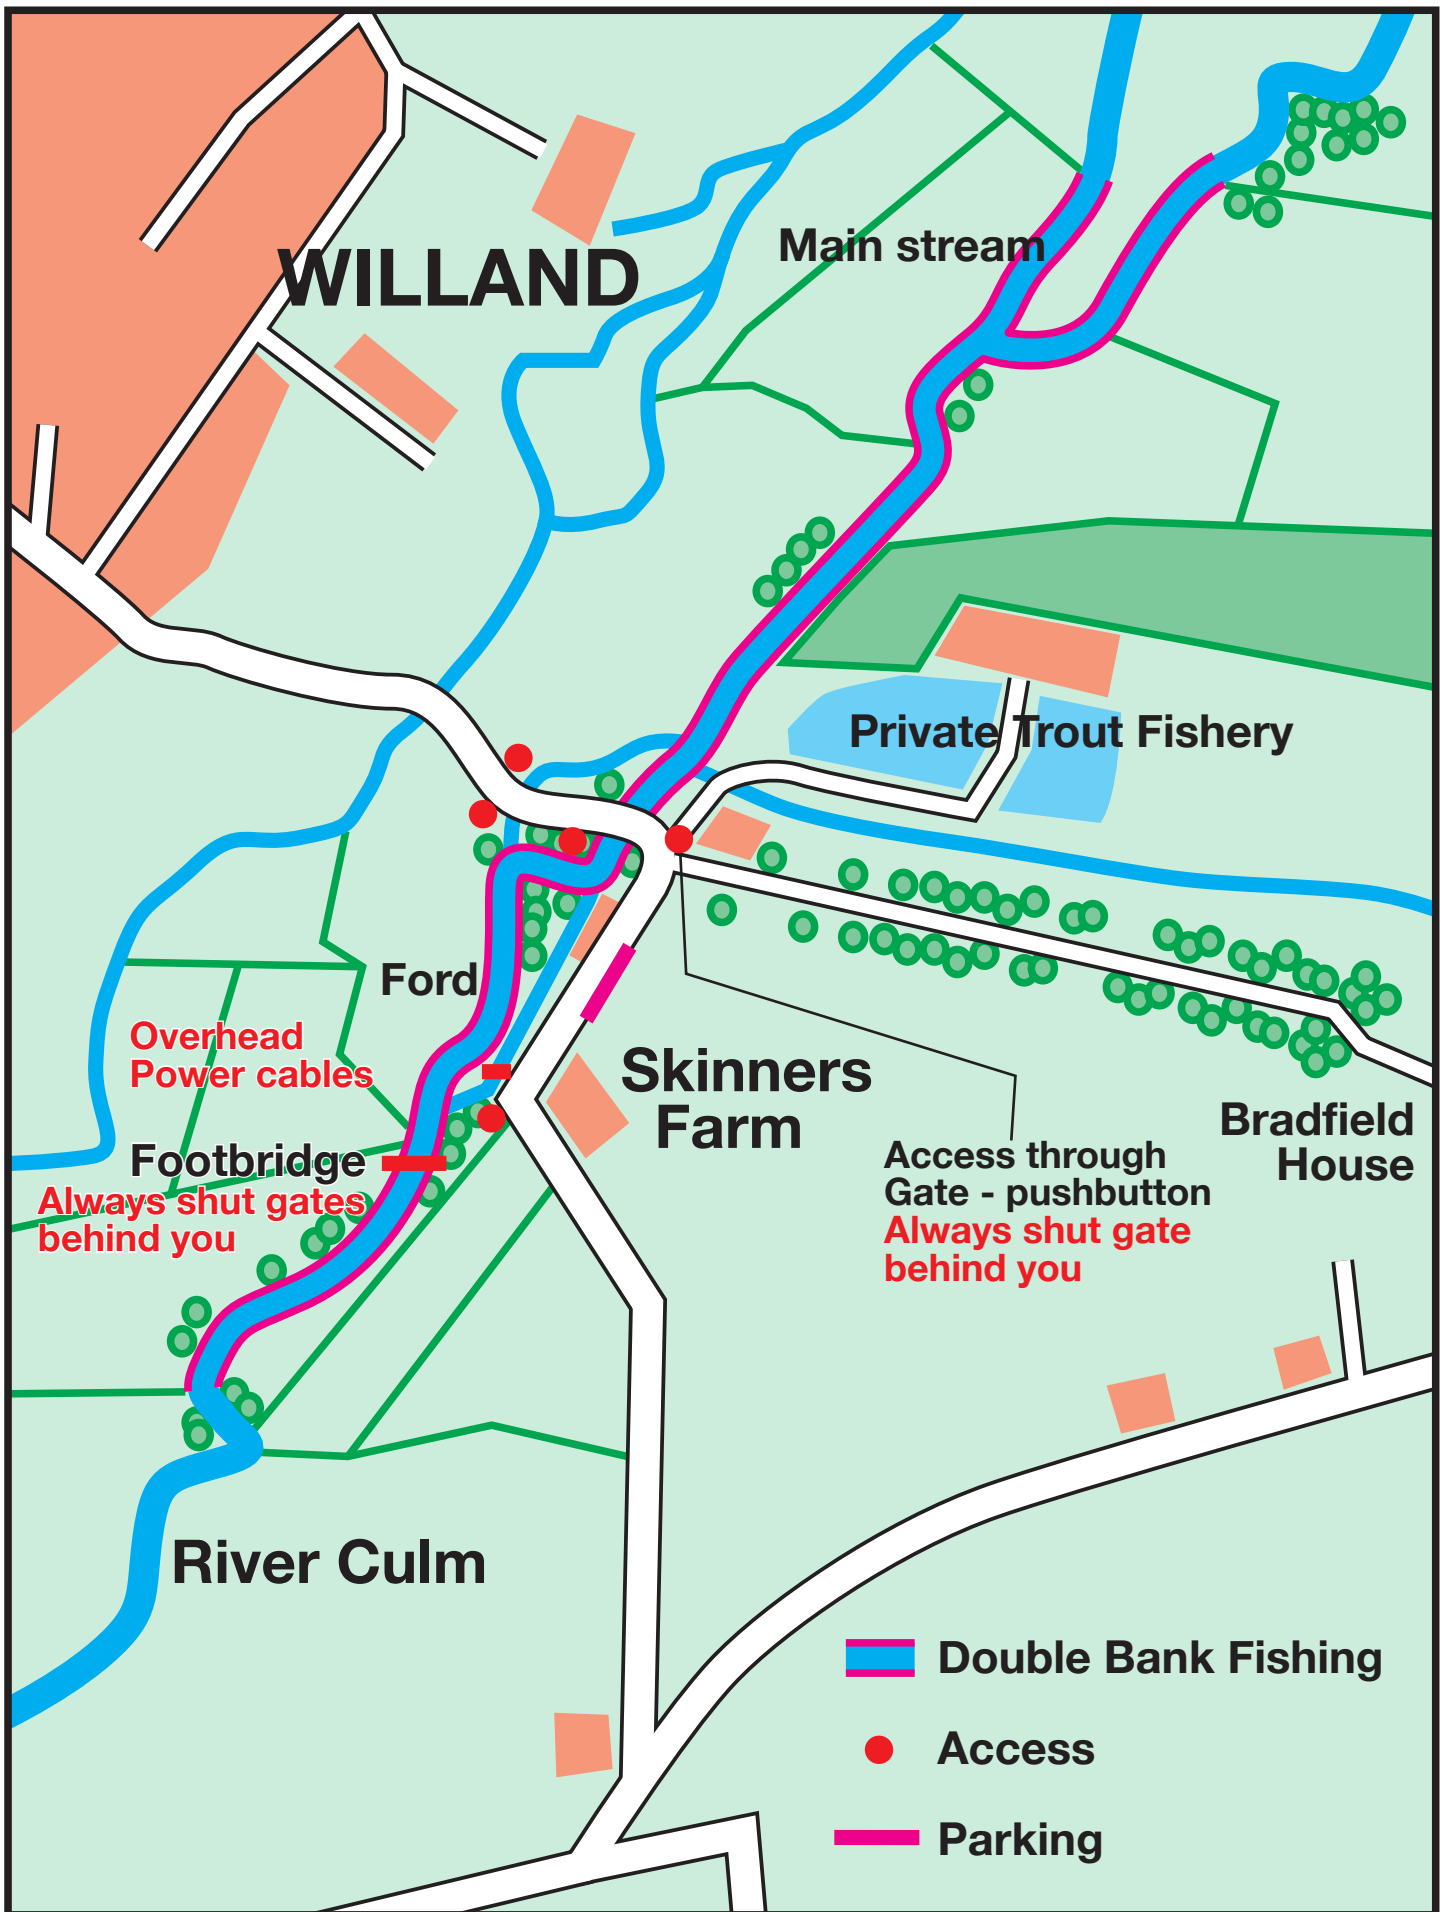 WILLAND
Main stream
Private Trout Fishery
Ford
Overhead
Power cables
Skinners
Farm
Footbridge
Always shut gates
behind you
Bradfield
House
Access through
Gate - pushbutton
Always shut gate
behind you
River Culm
Double Bank Fishing
Access
Parking